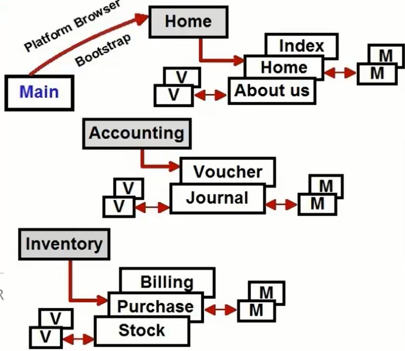 Platform Browser
Bootstrap
Main
Home
Index
Home
About us
V
V
M
M
Accounting
Voucher
Journal
V
V
M
M
Inventory
Billing
Purchase
Stock
V
V
M
M
R